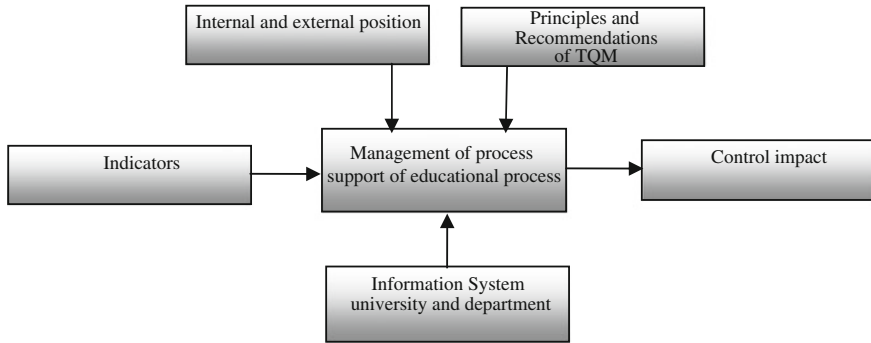 Internal and external position
Principles and
Recommendations
of TQM
Indicators
Management of process
support of educational process
Control impact
Information System
university and department